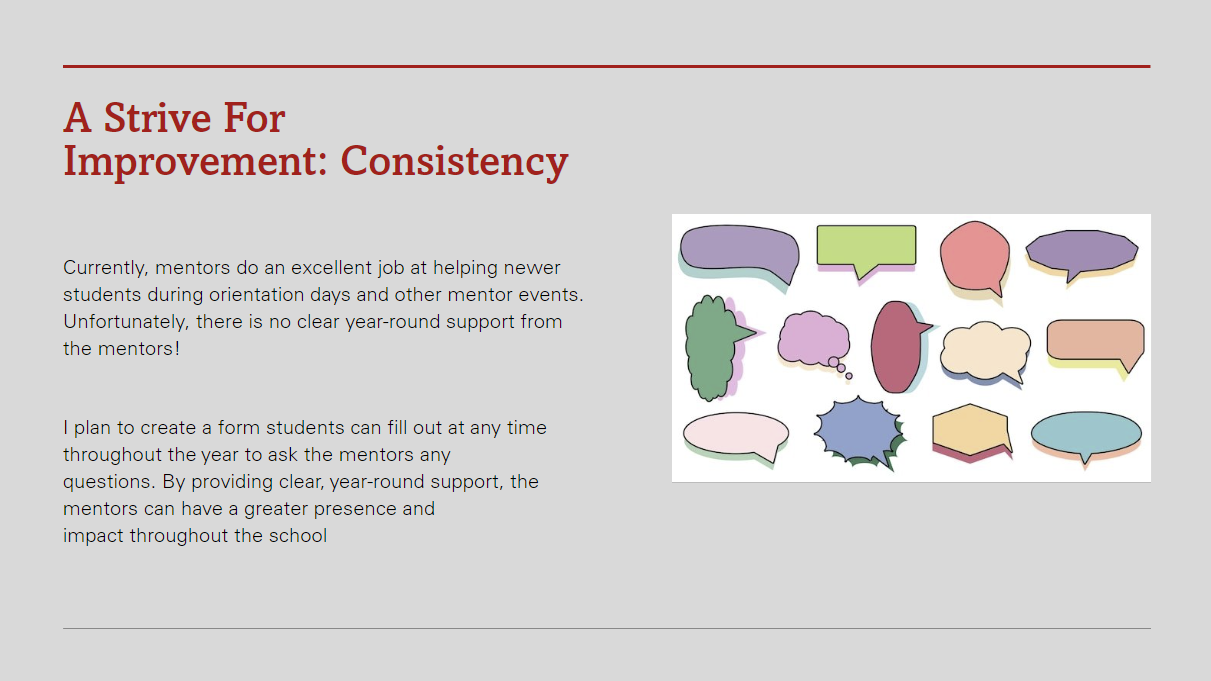 A Strive For
Improvement: Consistency
Currently, mentors do an excellent job at helping newer
students during orientation days and other mentor events.
Unfortunately, there is no clear year-round support from
the mentors!
I plan to create a form students can fill out at any time
throughout the year to ask the mentors any
questions. By providing clear, year-round support, the
mentors can have a greater presence and
impact throughout the school